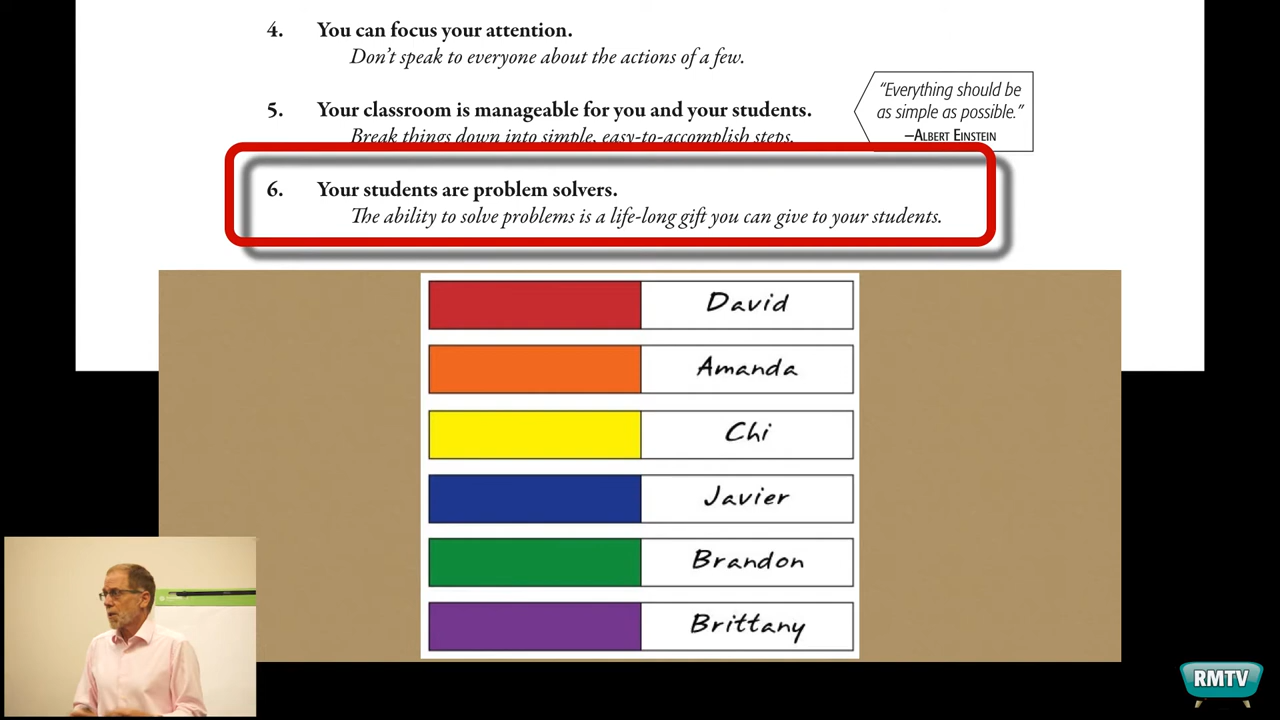 4. You can focus your attention.
Don’t speak to everyone about the actions of a few.
5. Your classroom is manageable for you and your students.
Break things down into simple, easy-to-accomplish steps.
“Everything should be
as simple as possible.”
–Albert Einstein
6. Your students are problem solvers.
The ability to solve problems is a life-long gift you can give to your students.
David
Amanda
Chi
Javier
Brandon
Brittany
RMTV